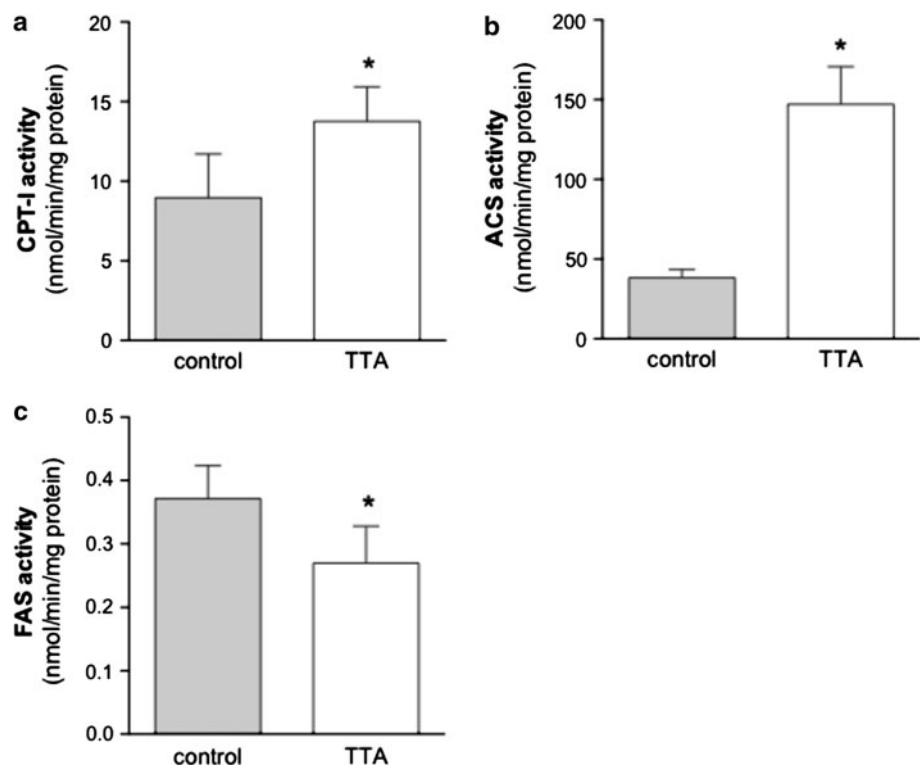 a
CPT-I activity
(nmol/min/mg protein)
20
15
10
5
0
*
control
TTA
b
ACS activity
(nmol/min/mg protein)
200
150
100
50
0
*
control
TTA
c
FAS activity
(nmol/min/mg protein)
0.5
0.4
0.3
0.2
0.1
0.0
*
control
TTA